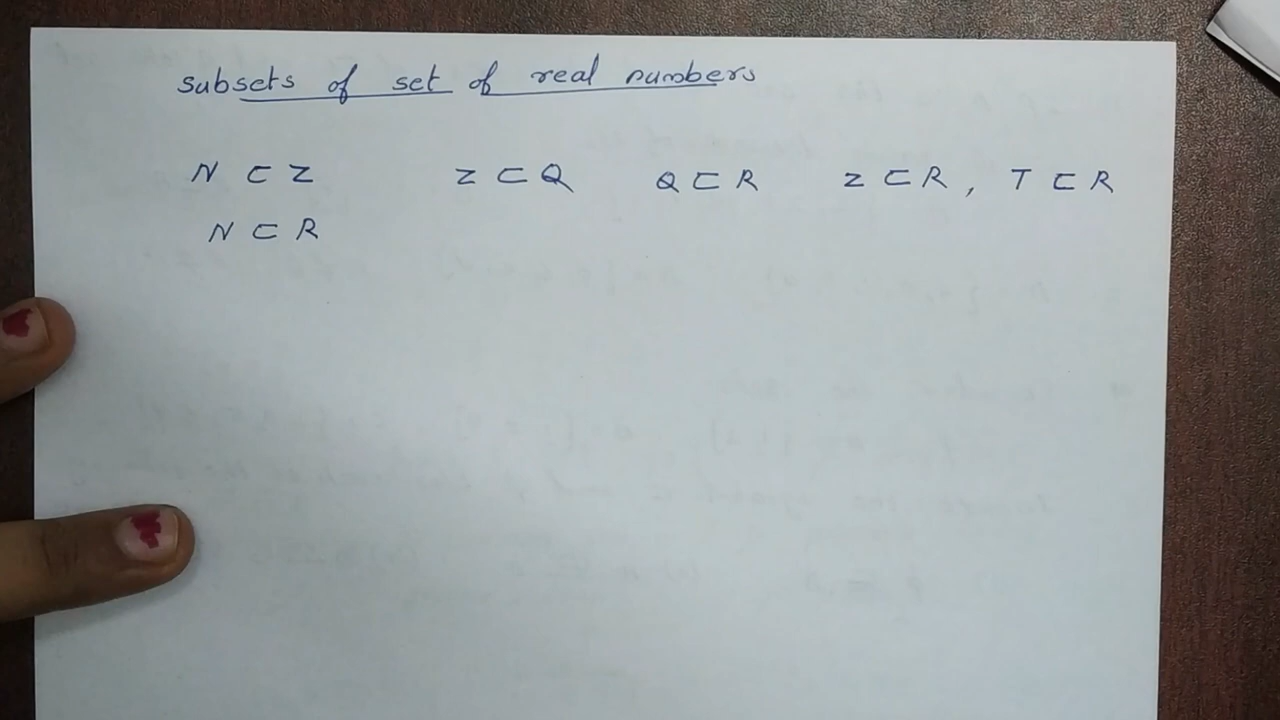 subsets of set of real numbers
N ⊂ Z Z ⊂ Q Q ⊂ R Z ⊂ R, T ⊂ R
N ⊂ R